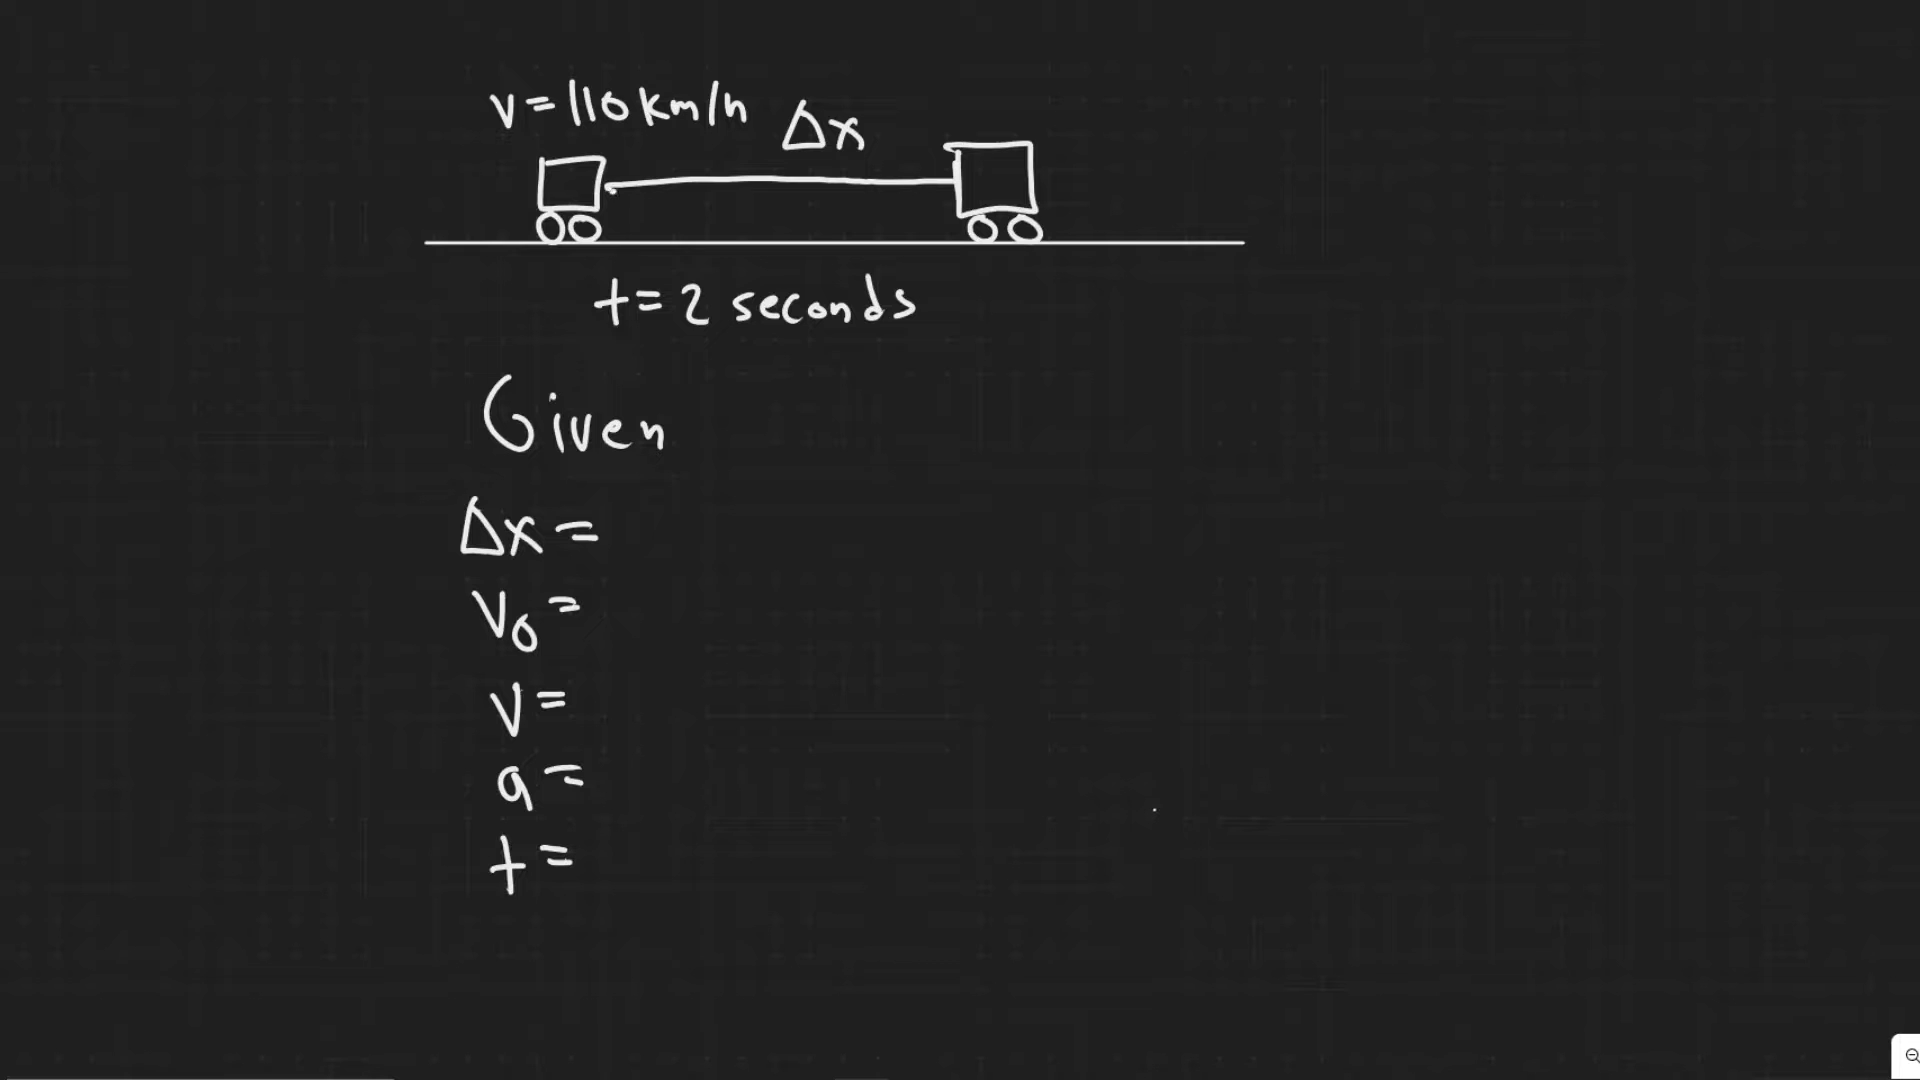 v = 110 km/h
Δx
t = 2 seconds
Given
Δx =
v₀ =
v =
a =
t =